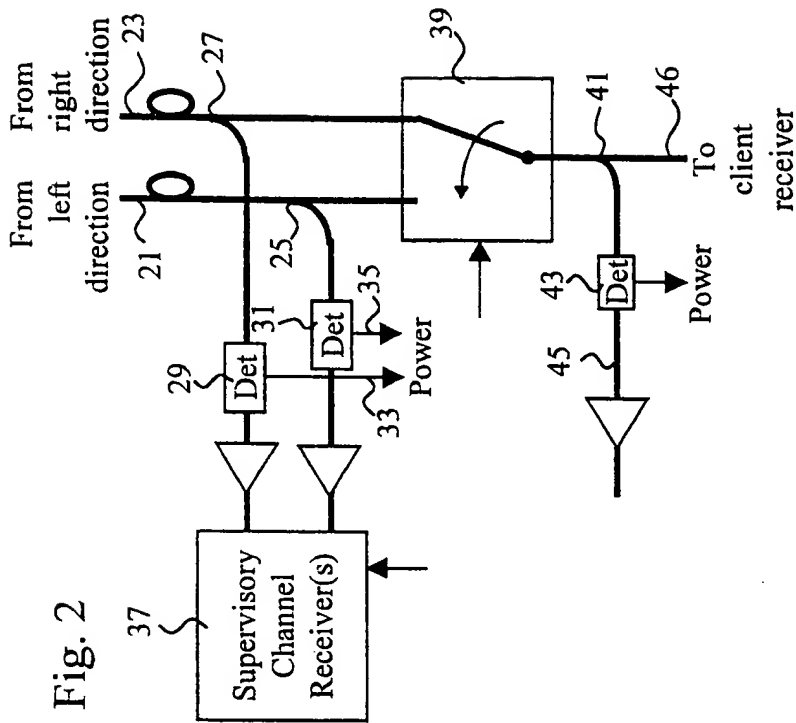 Fig. 2
From
left
direction
From
right
direction
21
23
25
27
29
Det
31
Det
33
35
Power
37
Supervisory
Channel
Receiver(s)
39
41
43
Det
Power
45
46
To
client
receiver